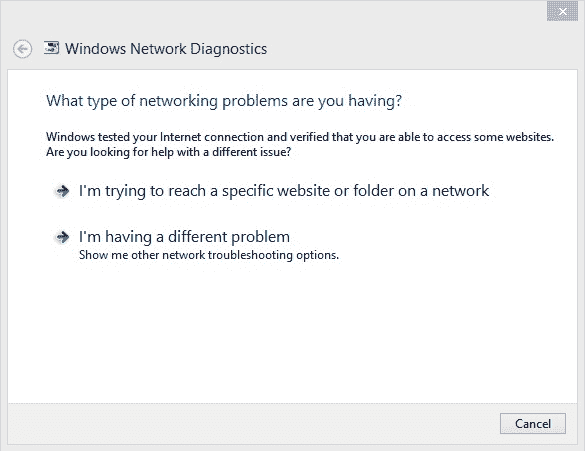 Windows Network Diagnostics
What type of networking problems are you having?
Windows tested your Internet connection and verified that you are able to access some websites.
Are you looking for help with a different issue?
I'm trying to reach a specific website or folder on a network
I'm having a different problem
Show me other network troubleshooting options.
Cancel